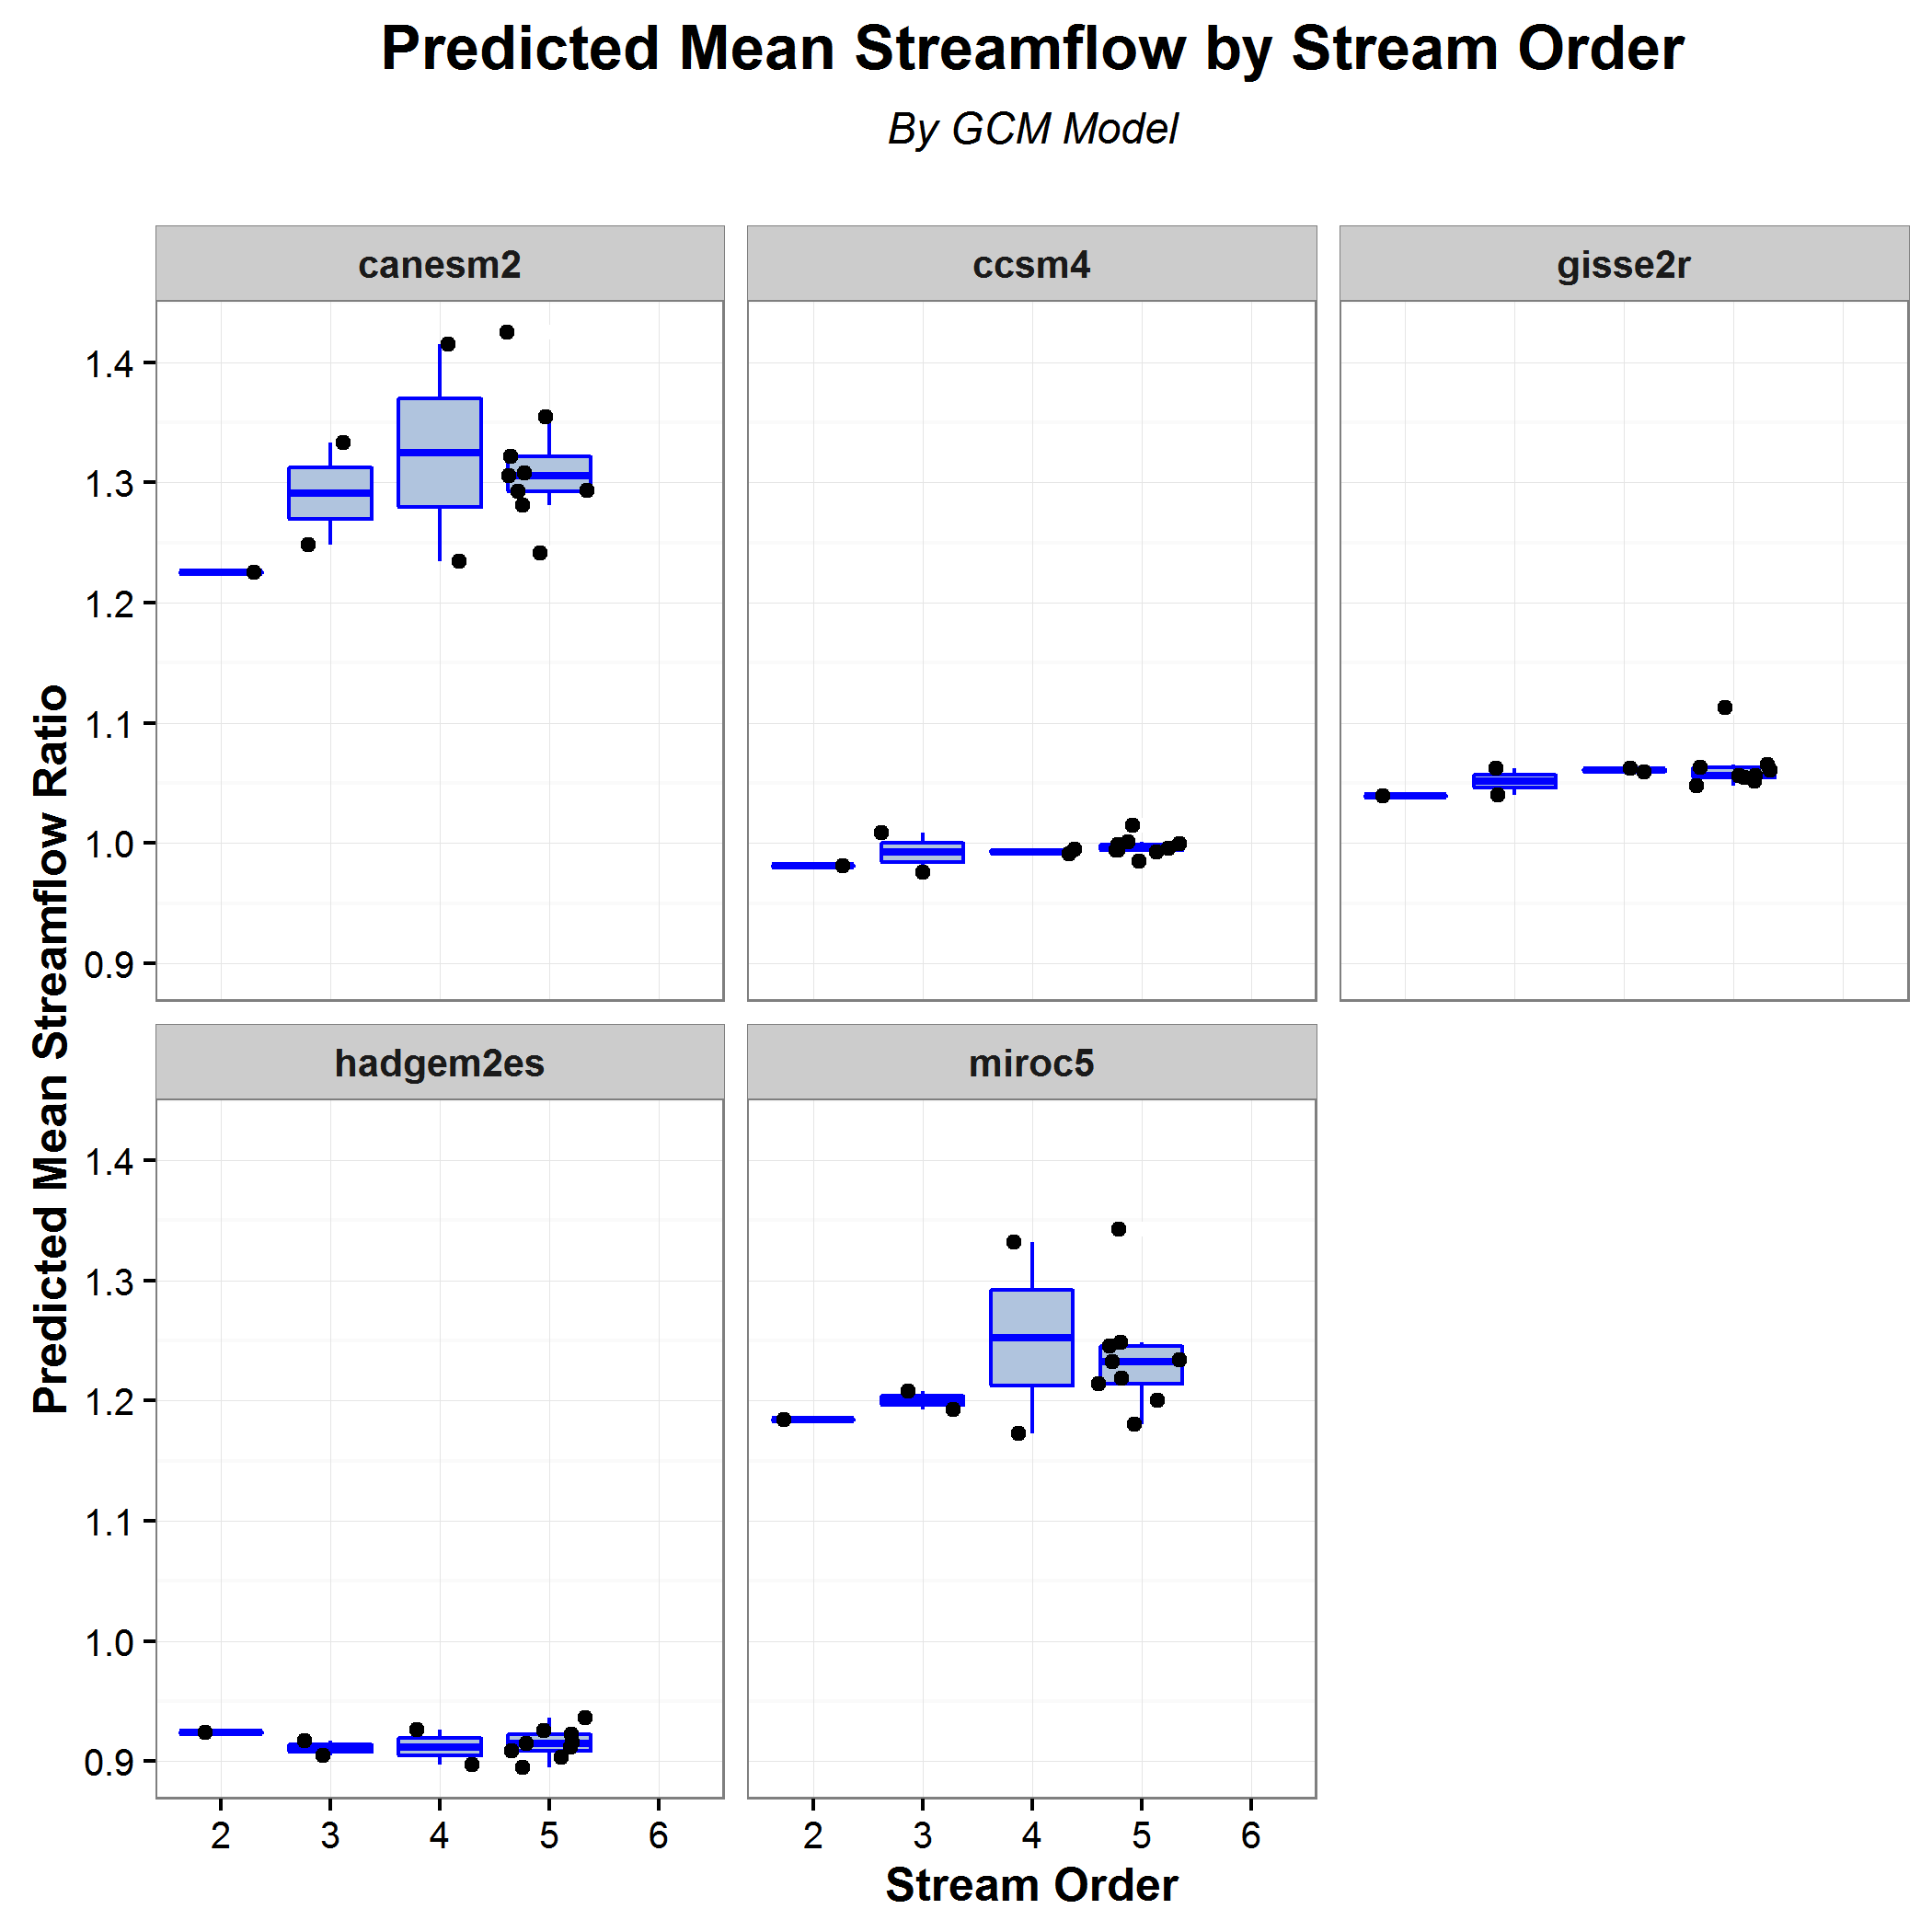 Predicted Mean Streamflow by Stream Order
By GCM Model
canesm2
ccsm4
gisse2r
1.4
1.3
1.2
1.1
1.0
0.9
Predicted Mean Streamflow Ratio
hadgem2es
miroc5
1.4
1.3
1.2
1.1
1.0
0.9
2 3 4 5 6
2 3 4 5 6
Stream Order